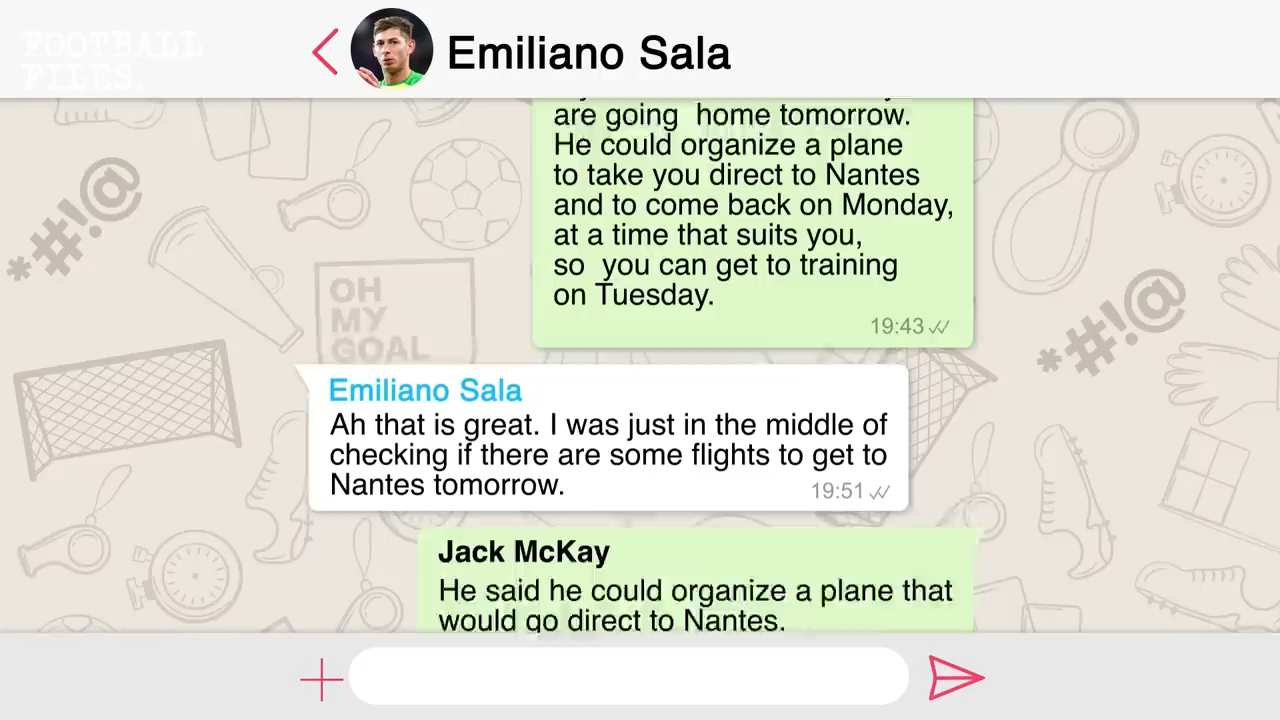 FOOTBALL
FILES.
Emiliano Sala
are going  home tomorrow.
He could organize a plane
to take you direct to Nantes
and to come back on Monday,
at a time that suits you,
so  you can get to training
on Tuesday.
19:43
*#!@
OH
MY
GOAL
*#!@
Emiliano Sala
Ah that is great. I was just in the middle of
checking if there are some flights to get to
Nantes tomorrow.
19:51
Jack McKay
He said he could organize a plane that
would go direct to Nantes.